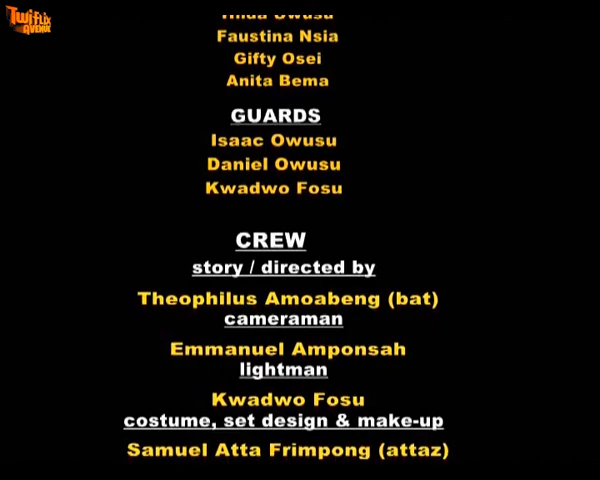 Twiflix
AVENUE
Owusu
Faustina Nsia
Gifty Osei
Anita Bema
GUARDS
Isaac Owusu
Daniel Owusu
Kwadwo Fosu
CREW
story / directed by
Theophilus Amoabeng (bat)
cameraman
Emmanuel Amponsah
lightman
Kwadwo Fosu
costume, set design & make-up
Samuel Atta Frimpong (attaz)